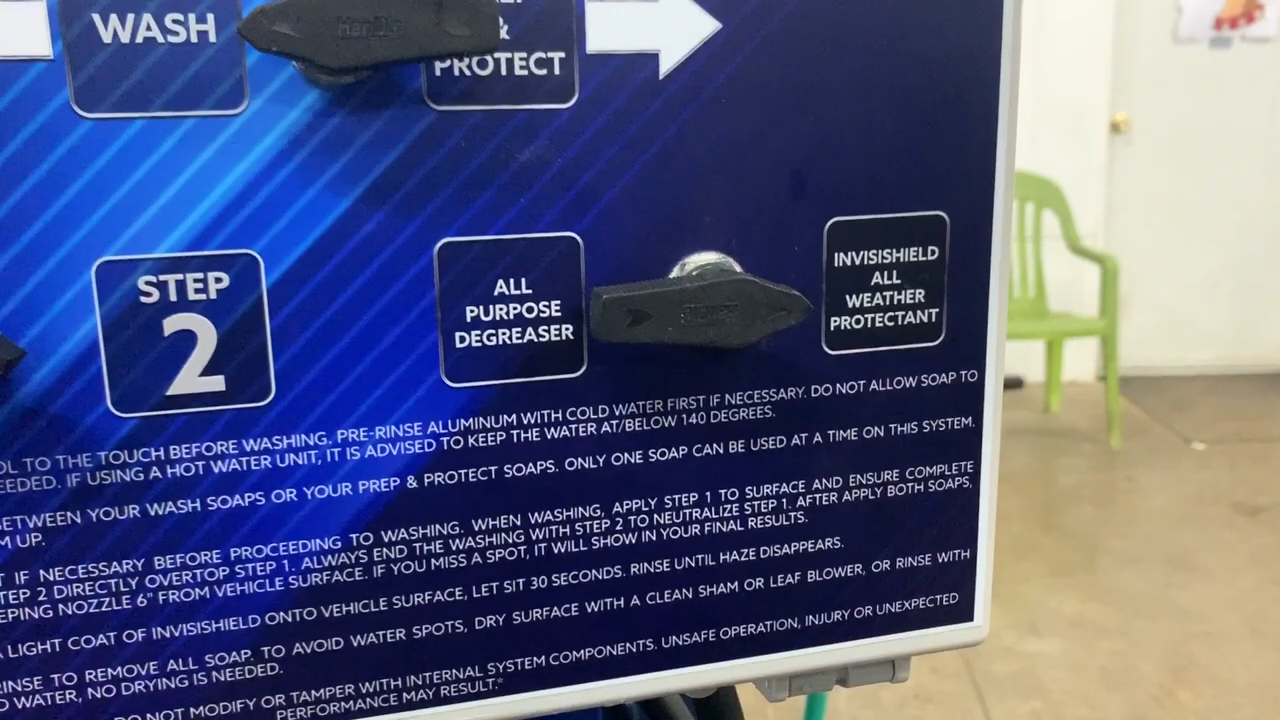 WASH
&
PROTECT
STEP
2
ALL
PURPOSE
DEGREASER
INVISISHIELD
ALL
WEATHER
PROTECTANT
TO THE TOUCH BEFORE WASHING. PRE-RINSE ALUMINUM WITH COLD WATER FIRST IF NECESSARY. DO NOT ALLOW SOAP TO
IF USING A HOT WATER UNIT, IT IS ADVISED TO KEEP THE WATER AT/BELOW 140 DEGREES.
BETWEEN YOUR WASH SOAPS OR YOUR PREP & PROTECT SOAPS. ONLY ONE SOAP CAN BE USED AT A TIME ON THIS SYSTEM.
UP.
IF NECESSARY BEFORE PROCEEDING TO WASHING. WHEN WASHING, APPLY STEP 1 TO SURFACE AND ENSURE COMPLETE
STEP 2 DIRECTLY OVERTOP STEP 1. ALWAYS END THE WASHING WITH STEP 2 TO NEUTRALIZE STEP 1. AFTER APPLY BOTH SOAPS,
NOZZLE 6" FROM VEHICLE SURFACE. IF YOU MISS A SPOT, IT WILL SHOW IN YOUR FINAL RESULTS.
A LIGHT COAT OF INVISISHIELD ONTO VEHICLE SURFACE, LET SIT 30 SECONDS. RINSE UNTIL HAZE DISAPPEARS.
RINSE TO REMOVE ALL SOAP. TO AVOID WATER SPOTS, DRY SURFACE WITH A CLEAN SHAM OR LEAF BLOWER, OR RINSE WITH
WATER, NO DRYING IS NEEDED.
DO NOT MODIFY OR TAMPER WITH INTERNAL SYSTEM COMPONENTS. UNSAFE OPERATION, INJURY OR UNEXPECTED
PERFORMANCE MAY RESULT.*